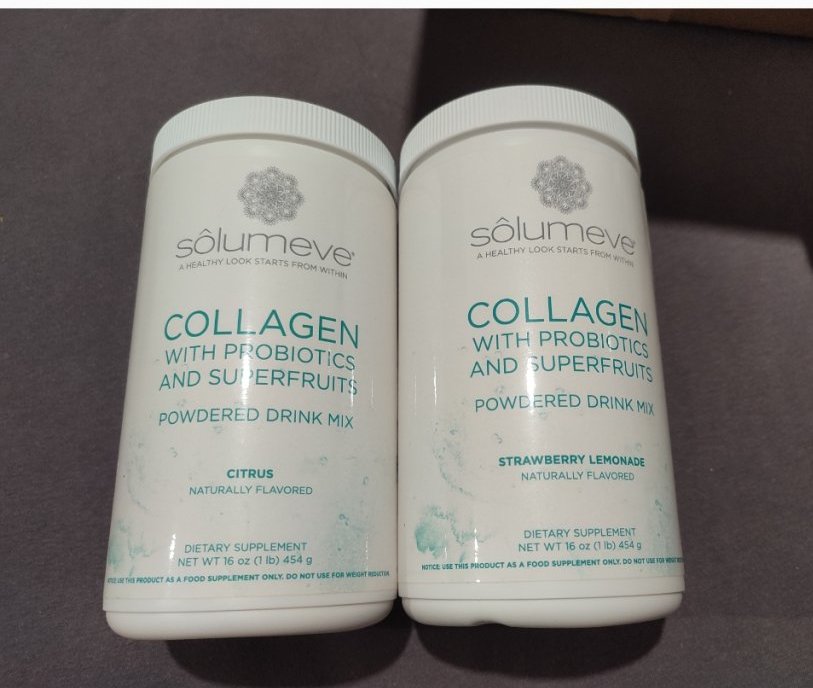 sôlumeve®
A HEALTHY LOOK STARTS FROM WITHIN
COLLAGEN
WITH PROBIOTICS
AND SUPERFRUITS
POWDERED DRINK MIX
CITRUS
NATURALLY FLAVORED
DIETARY SUPPLEMENT
NET WT 16 oz (1 lb) 454 g
NOTICE: USE THIS PRODUCT AS A FOOD SUPPLEMENT ONLY. DO NOT USE FOR WEIGHT REDUCTION.
sôlumeve®
A HEALTHY LOOK STARTS FROM WITHIN
COLLAGEN
WITH PROBIOTICS
AND SUPERFRUITS
POWDERED DRINK MIX
STRAWBERRY LEMONADE
NATURALLY FLAVORED
DIETARY SUPPLEMENT
NET WT 16 oz (1 lb) 454 g
NOTICE: USE THIS PRODUCT AS A FOOD SUPPLEMENT ONLY. DO NOT USE FOR WEIGHT